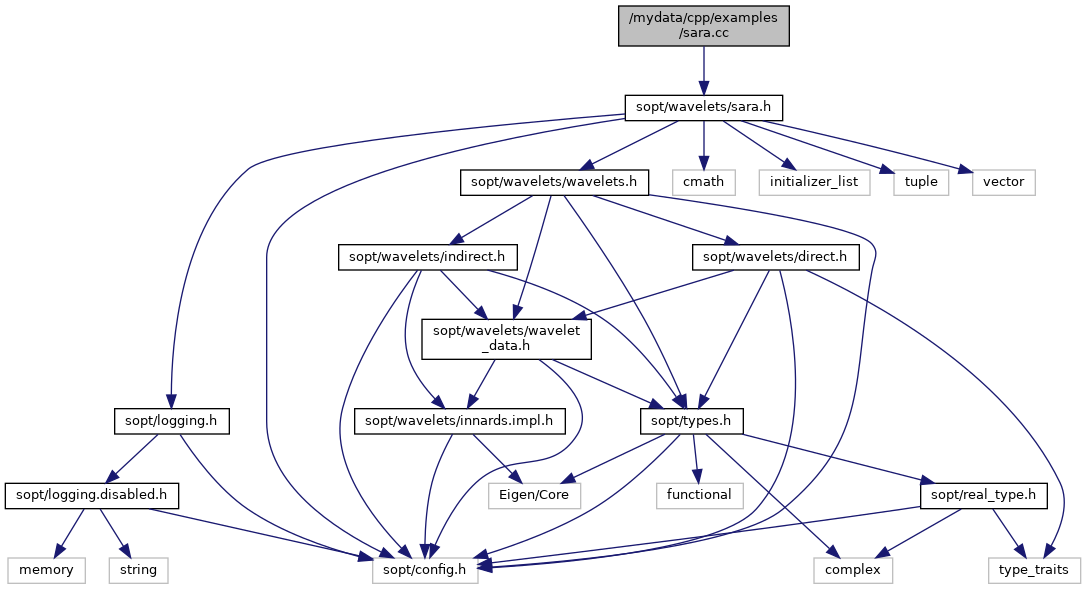 /mydata/cpp/examples
/sara.cc
sopt/wavelets/sara.h
sopt/wavelets/wavelets.h
cmath
initializer_list
tuple
vector
sopt/wavelets/indirect.h
sopt/wavelets/direct.h
sopt/wavelets/wavelet
_data.h
sopt/logging.h
sopt/wavelets/innards.impl.h
sopt/types.h
sopt/logging.disabled.h
Eigen/Core
functional
sopt/real_type.h
memory
string
sopt/config.h
complex
type_traits